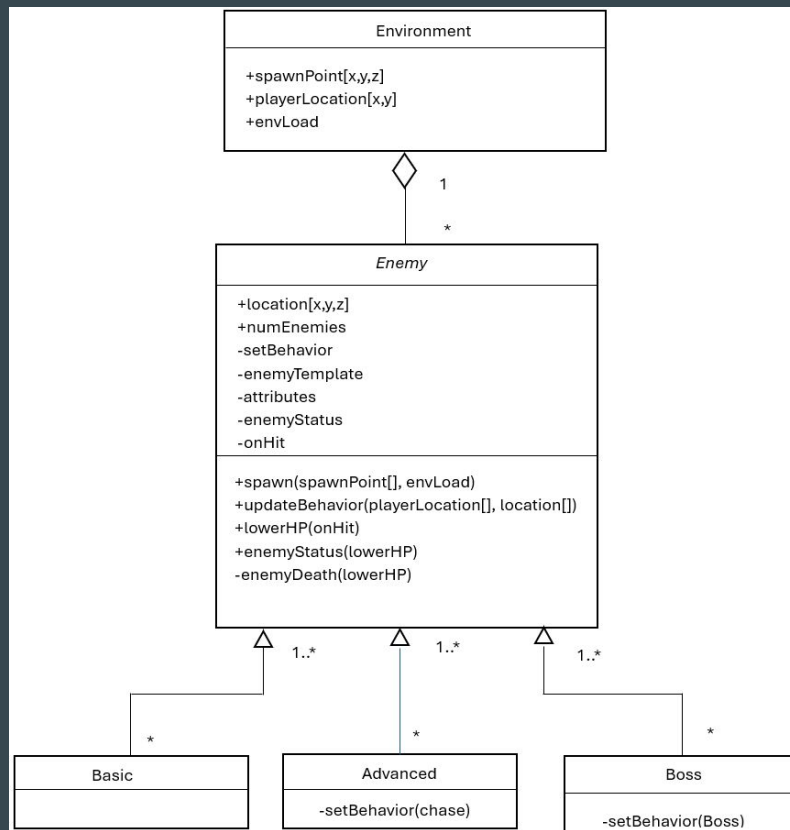 Environment
+spawnPoint[x,y,z]
+playerLocation[x,y]
+envLoad
1
*
Enemy
+location[x,y,z]
+numEnemies
-setBehavior
-enemyTemplate
-attributes
-enemyStatus
-onHit
+spawn(spawnPoint[], envLoad)
+updateBehavior(playerLocation[], location[])
+lowerHP(onHit)
+enemyStatus(lowerHP)
-enemyDeath(lowerHP)
1..*
1..*
1..*
*
*
*
Basic
Advanced
-setBehavior(chase)
Boss
-setBehavior(Boss)